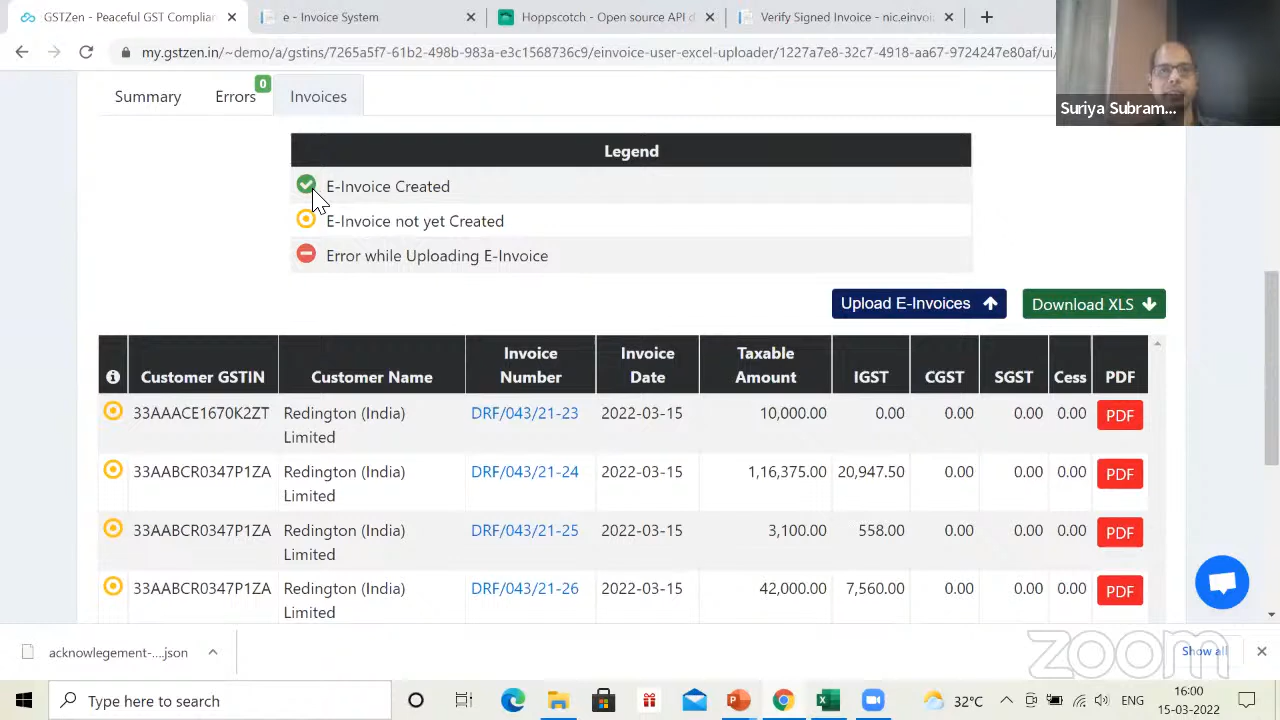 GSTZen - Peaceful GST Complian
e - Invoice System
Hoppscotch - Open source API d
Verify Signed Invoice - nic.einvoi
my.gstzen.in/~demo/a/gstins/7265a5f7-61b2-498b-983a-e3c1568736c9/einvoice-user-excel-uploader/1227a7e8-32c7-4918-aa67-9724247e80af/ui/
Suriya Subram...
Summary
Errors
0
Invoices
Legend
E-Invoice Created
E-Invoice not yet Created
Error while Uploading E-Invoice
Upload E-Invoices
Download XLS
Customer GSTIN Customer Name Invoice Number Invoice Date Taxable Amount IGST CGST SGST Cess PDF
33AAACE1670K2ZT Redington (India) Limited DRF/043/21-23 2022-03-15 10,000.00 0.00 0.00 0.00 0.00 PDF
33AABCR0347P1ZA Redington (India) Limited DRF/043/21-24 2022-03-15 1,16,375.00 20,947.50 0.00 0.00 0.00 PDF
33AABCR0347P1ZA Redington (India) Limited DRF/043/21-25 2022-03-15 3,100.00 558.00 0.00 0.00 0.00 PDF
33AABCR0347P1ZA Redington (India) Limited DRF/043/21-26 2022-03-15 42,000.00 7,560.00 0.00 0.00 0.00 PDF
acknowlegement-....json
Show all
zoom
Type here to search
32°C
ENG
16:00
15-03-2022